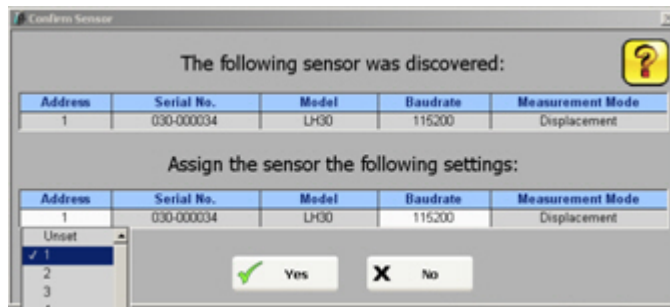 Confirm Sensor
The following sensor was discovered:
Address Serial No. Model Baudrate Measurement Mode
1 030-000034 LH30 115200 Displacement
Assign the sensor the following settings:
Address Serial No. Model Baudrate Measurement Mode
1 030-000034 LH30 115200 Displacement
Unset
✓ 1
2
3
Yes
No